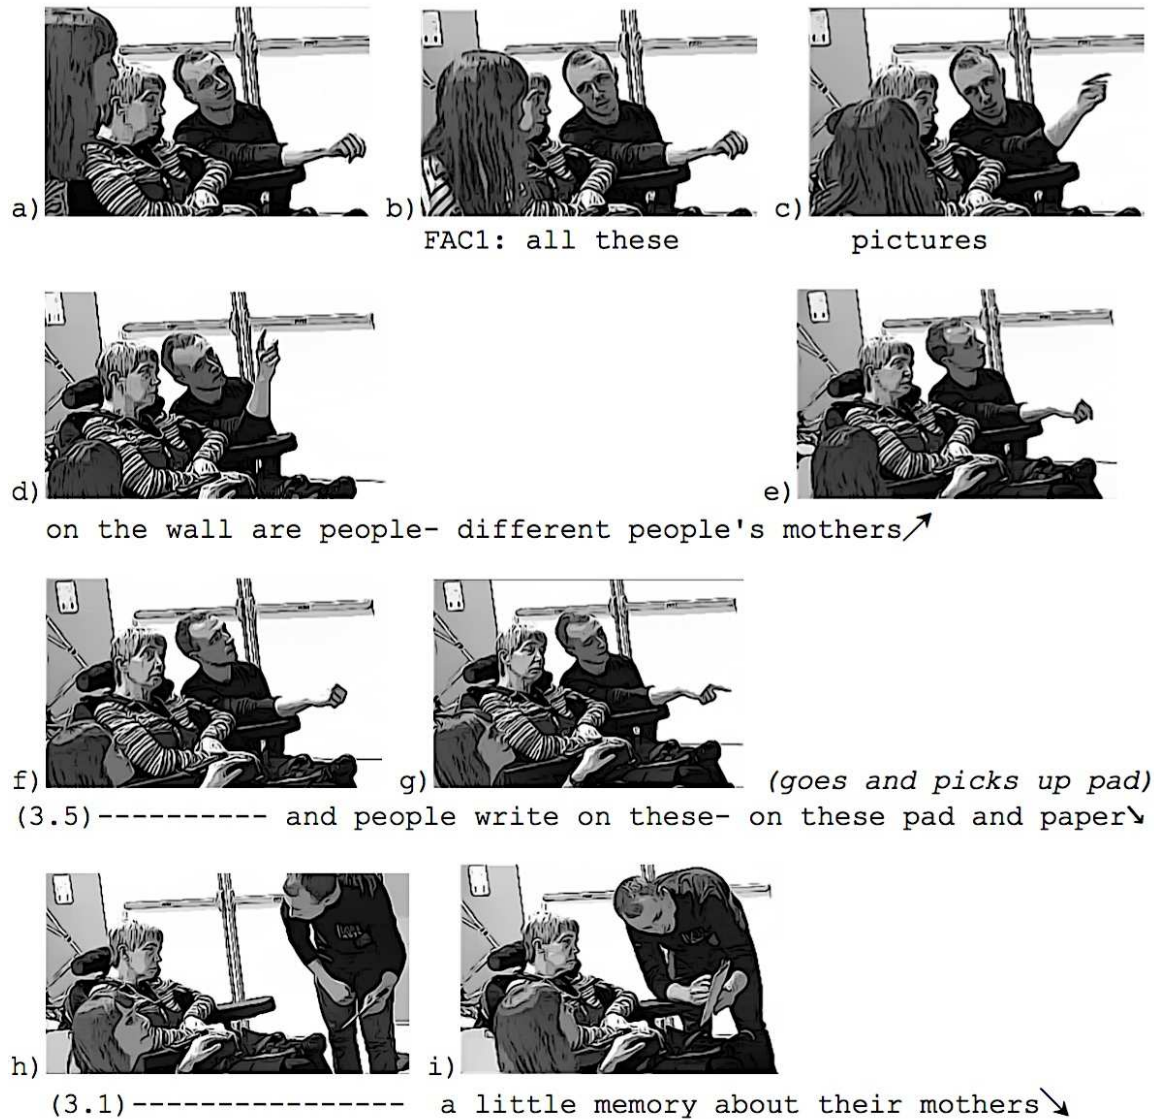 a) b) c)
FAC1: all these pictures
d) e)
on the wall are people- different people's mothers↗
f) g) (goes and picks up pad)
(3.5)---------- and people write on these- on these pad and paper↘
h) i)
(3.1)----------------- a little memory about their mothers↘